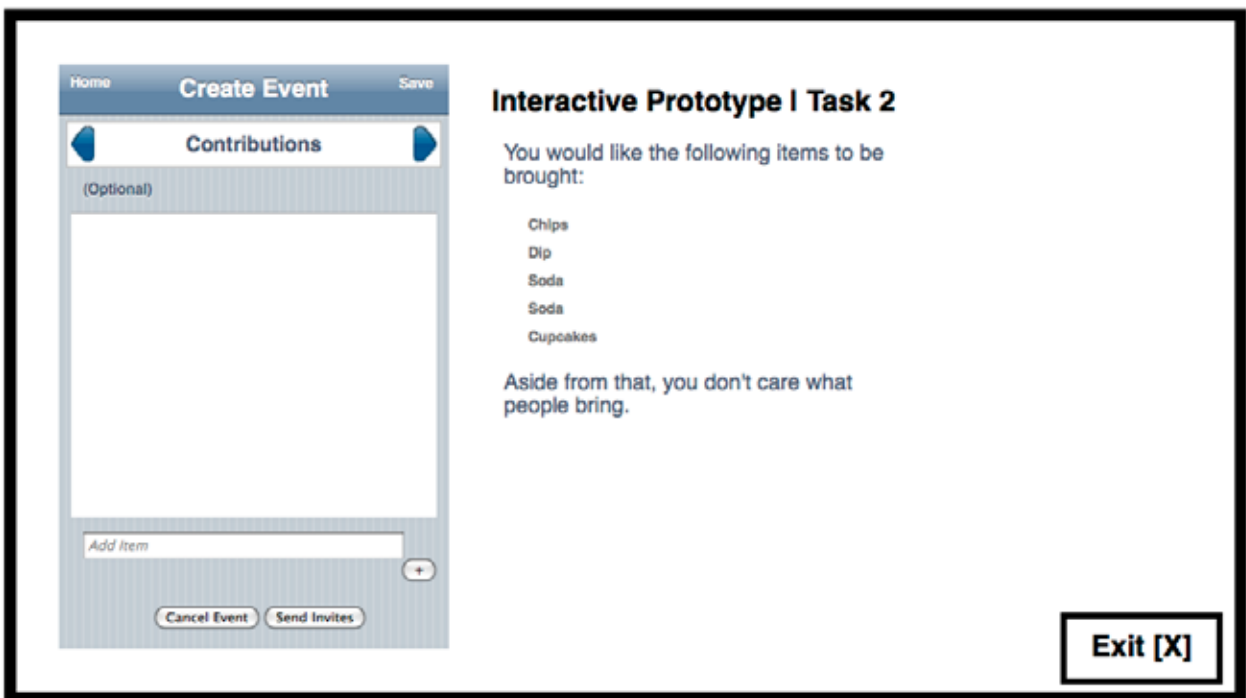 Home Create Event Save
Contributions
(Optional)
Add Item
+
Cancel Event Send Invites
Interactive Prototype | Task 2
You would like the following items to be
brought:
Chips
Dip
Soda
Soda
Cupcakes
Aside from that, you don't care what
people bring.
Exit [X]